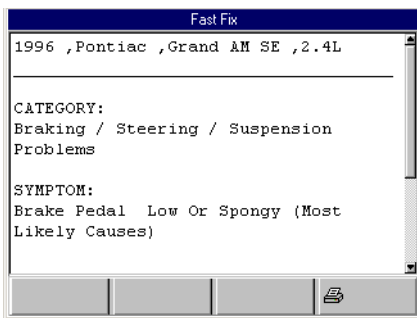 Fast Fix
1996 ,Pontiac ,Grand AM SE ,2.4L
CATEGORY:
Braking / Steering / Suspension
Problems
SYMPTOM:
Brake Pedal  Low Or Spongy (Most
Likely Causes)